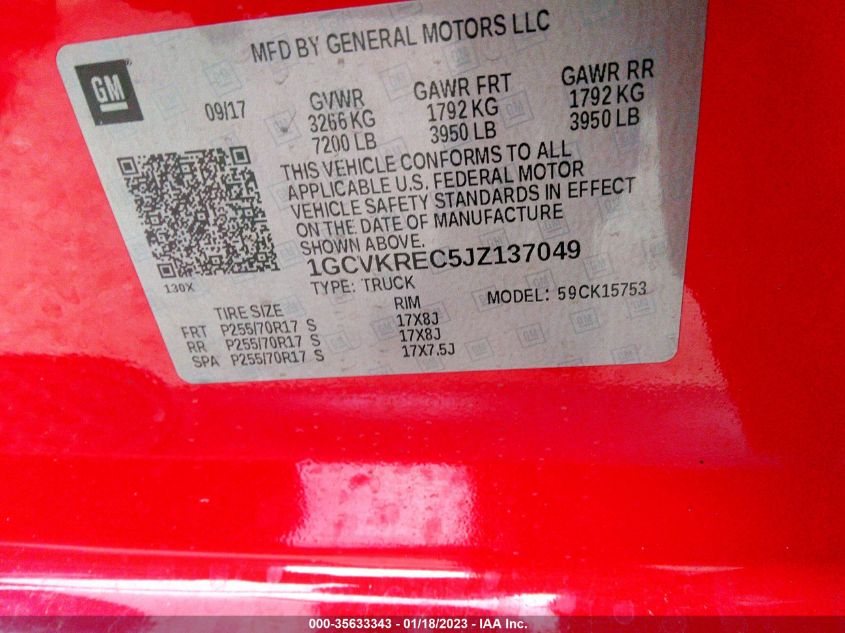 MFD BY GENERAL MOTORS LLC
GM
09/17
GVWR GAWR FRT GAWR RR
3266 KG 1792 KG 1792 KG
7200 LB 3950 LB 3950 LB
THIS VEHICLE CONFORMS TO ALL
APPLICABLE U.S. FEDERAL MOTOR
VEHICLE SAFETY STANDARDS IN EFFECT
ON THE DATE OF MANUFACTURE
SHOWN ABOVE.
1GCVKREC5JZ137049
130X
TYPE: TRUCK MODEL: 59CK15753
TIRE SIZE RIM
FRT P255/70R17 S 17X8J
RR P255/70R17 S 17X8J
SPA P255/70R17 S 17X7.5J
000-35633343 - 01/18/2023 - IAA Inc.